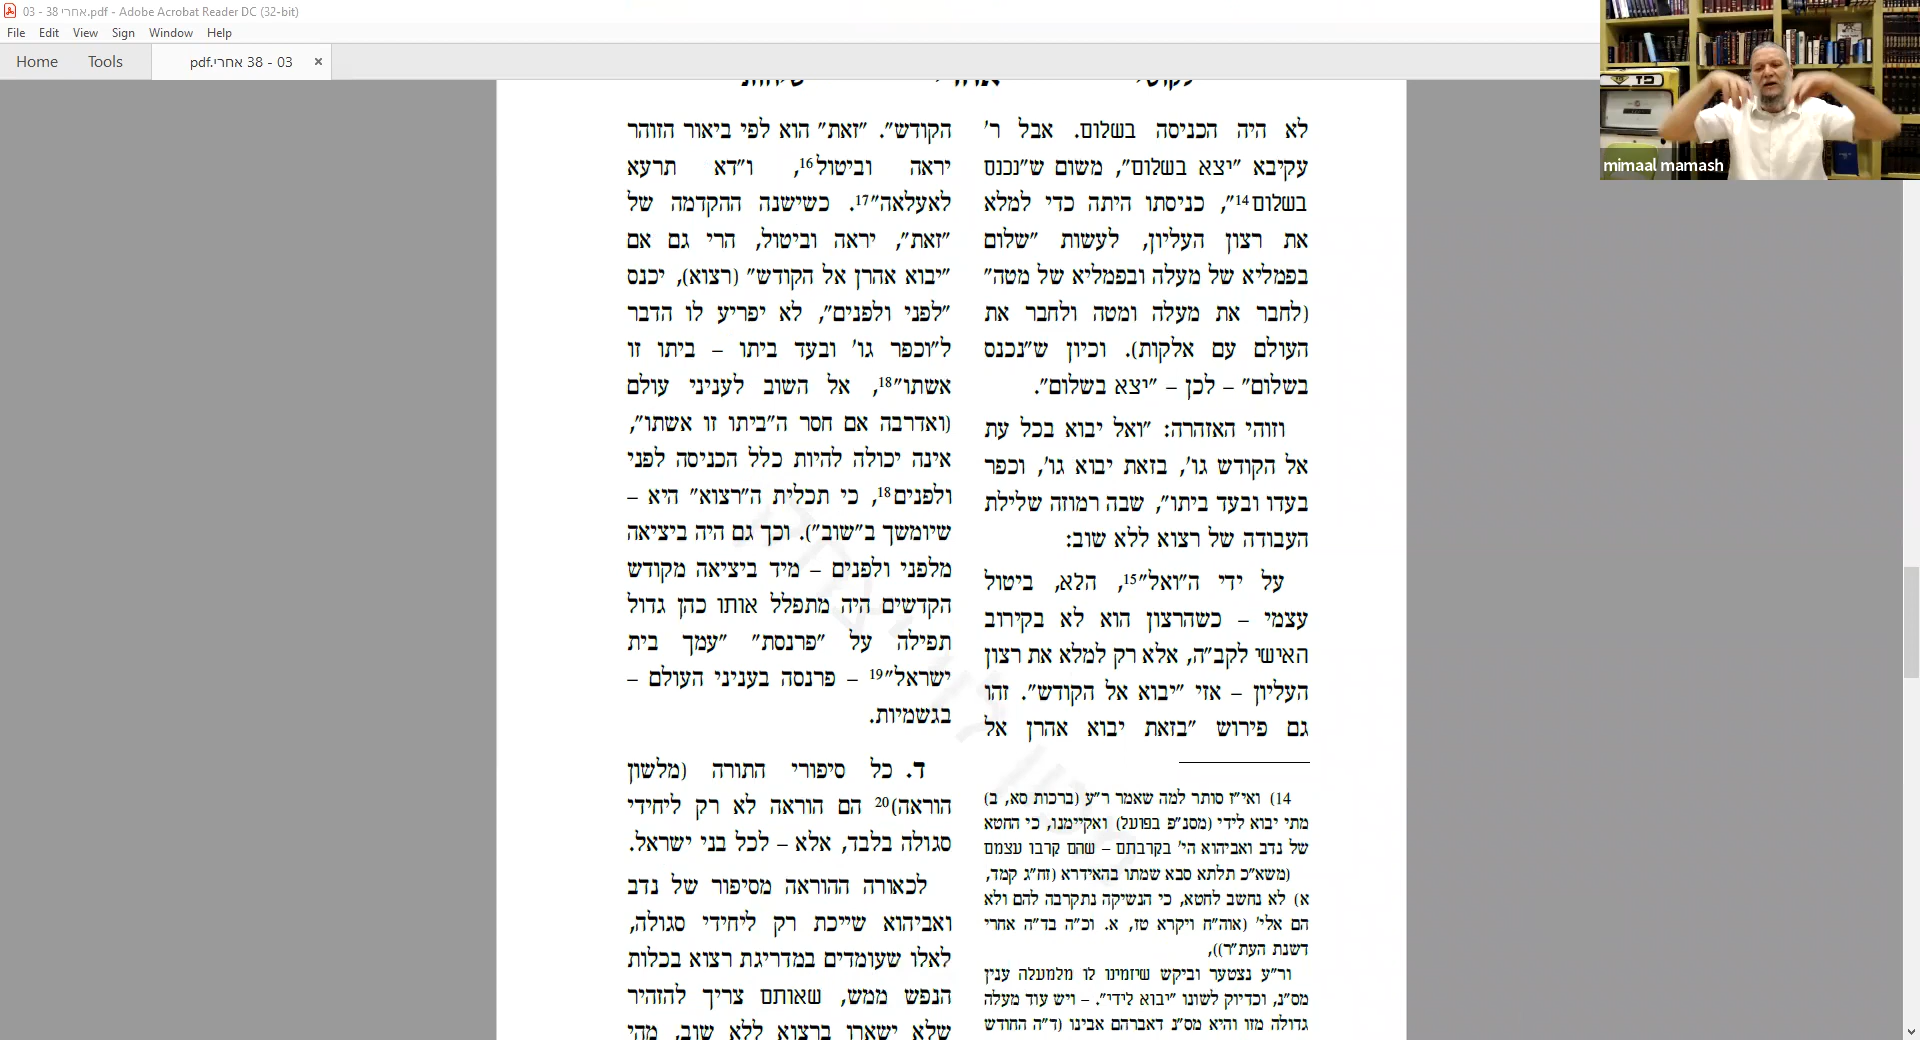 03 - 38 אחרי.pdf - Adobe Acrobat Reader DC (32-bit)
File Edit View Sign Window Help
Home Tools 03 - 38 אחרי.pdf ×
mimaal mamash
לקוטי אחרי שיחות
לא היה הכניסה בשלום. אבל ר'
עקיבא "יצא בשלום", משום ש"נכנס
בשלום14", כניסתו היתה כדי למלא
את רצון העליון, לעשות "שלום
בפמליא של מעלה ובפמליא של מטה"
(לחבר את מעלה ומטה ולחבר את
העולם עם אלקות). וכיון ש"נכנס
בשלום" – לכן – "יצא בשלום".
וזוהי האזהרה: "ואל יבוא בכל עת
אל הקודש גו', בזאת יבוא גו', וכפר
בעדו ובעד ביתו", שבה רמוזה שלילת
העבודה של רצוא ללא שוב:
על ידי ה"ואל"15, הלא, ביטול
עצמי – כשהרצון הוא לא בקירוב
האישי לקב"ה, אלא רק למלא את רצון
העליון – אזי "יבוא אל הקודש". זהו
גם פירוש "בזאת יבוא אהרן אל
14) ואי"ז סותר למה שאמר ר"ע (ברכות סא, ב)
מתי יבוא לידי (מסנ"פ בפועל) ואקיימנו, כי החטא
של נדב ואביהוא הי' בקרבתם – שהם קרבו עצמם
(משא"כ תלתא סבא שמתו בהאידרא (זח"ג קמד,
א) לא נחשב לחטא, כי הנשיקה נתקרבה להם ולא
הם אלי' (אוה"ח ויקרא טז, א. וכ"ה בד"ה אחרי
דשנת העת"ר)),
ור"ע נצטער וביקש שיזמינו לו מלמעלה ענין
מס"נ, וכדיוק לשונו "יבוא לידי". – ויש עוד מעלה
גדולה מזו והיא מס"נ דאברהם אבינו (ד"ה החודש
הקודש". "זאת" הוא לפי ביאור הזוהר
יראה וביטול16, ו"דא תרעא
לאעלאה"17. כשישנה ההקדמה של
"זאת", יראה וביטול, הרי גם אם
"יבוא אהרן אל הקודש" (רצוא), יכנס
"לפני ולפנים", לא יפריע לו הדבר
ל"וכפר גו' ובעד ביתו – ביתו זו
אשתו"18, אל השוב לעניני עולם
(ואדרבה אם חסר ה"ביתו זו אשתו",
אינה יכולה להיות כלל הכניסה לפני
ולפנים18, כי תכלית ה"רצוא" היא –
שיומשך ב"שוב"). וכך גם היה ביציאה
מלפני ולפנים – מיד ביציאה מקודש
הקדשים היה מתפלל אותו כהן גדול
תפילה על "פרנסת" "עמך בית
ישראל"19 – פרנסה בעניני העולם –
בגשמיות.
ד. כל סיפורי התורה (מלשון
הוראה)20 הם הוראה לא רק ליחידי
סגולה בלבד, אלא – לכל בני ישראל.
לכאורה ההוראה מסיפור של נדב
ואביהוא שייכת רק ליחידי סגולה,
לאלו שעומדים במדריגת רצוא בכלות
הנפש ממש, שאותם צריך להזהיר
שלא ישארו ברצוא ללא שוב, מהי